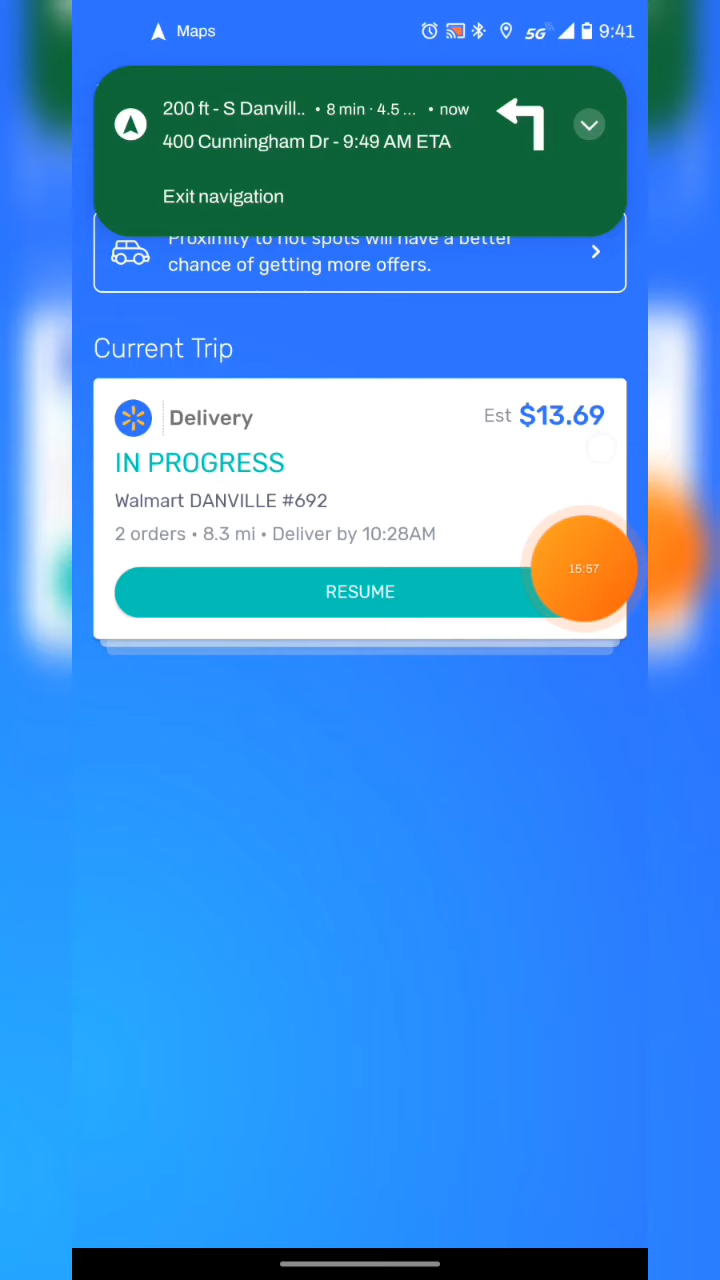 Maps
5G 9:41
200 ft - S Danvill.. • 8 min · 4.5 ... • now
400 Cunningham Dr - 9:49 AM ETA
Exit navigation
Proximity to hot spots will have a better
chance of getting more offers.
Current Trip
Delivery
Est $13.69
IN PROGRESS
Walmart DANVILLE #692
2 orders • 8.3 mi • Deliver by 10:28AM
15:57
RESUME